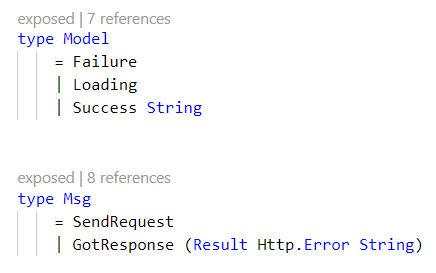 exposed | 7 references
type Model
= Failure
| Loading
| Success String
exposed | 8 references
type Msg
= SendRequest
| GotResponse (Result Http.Error String)